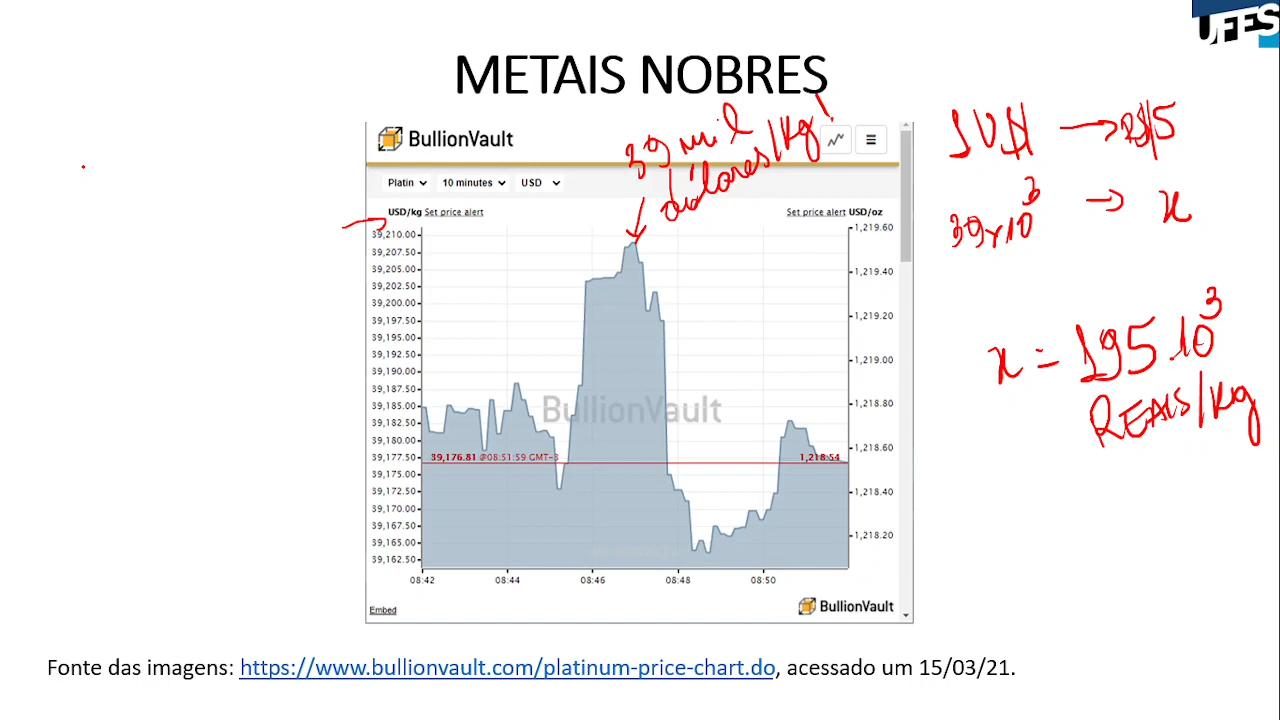 UFES
METAIS NOBRES
BullionVault
39 mil
dólares/kg!
Platin 10 minutes USD
USD/kg Set price alert
Set price alert USD/oz
39,210.00
39,207.50
39,205.00
39,202.50
39,200.00
39,197.50
39,195.00
39,192.50
39,190.00
39,187.50
39,185.00
39,182.50
39,180.00
39,177.50
39,175.00
39,172.50
39,170.00
39,167.50
39,165.00
39,162.50
1,219.60
1,219.40
1,219.20
1,219.00
1,218.80
1,218.60
1,218.40
1,218.20
BullionVault
39,176.81 @08:51:59 GMT-3
1,218.54
08:42 08:44 08:46 08:48 08:50
Embed
BullionVault
1U$ → R$5
39x10³ → x
x = 195.10³
REAIS/kg
Fonte das imagens: https://www.bullionvault.com/platinum-price-chart.do, acessado um 15/03/21.